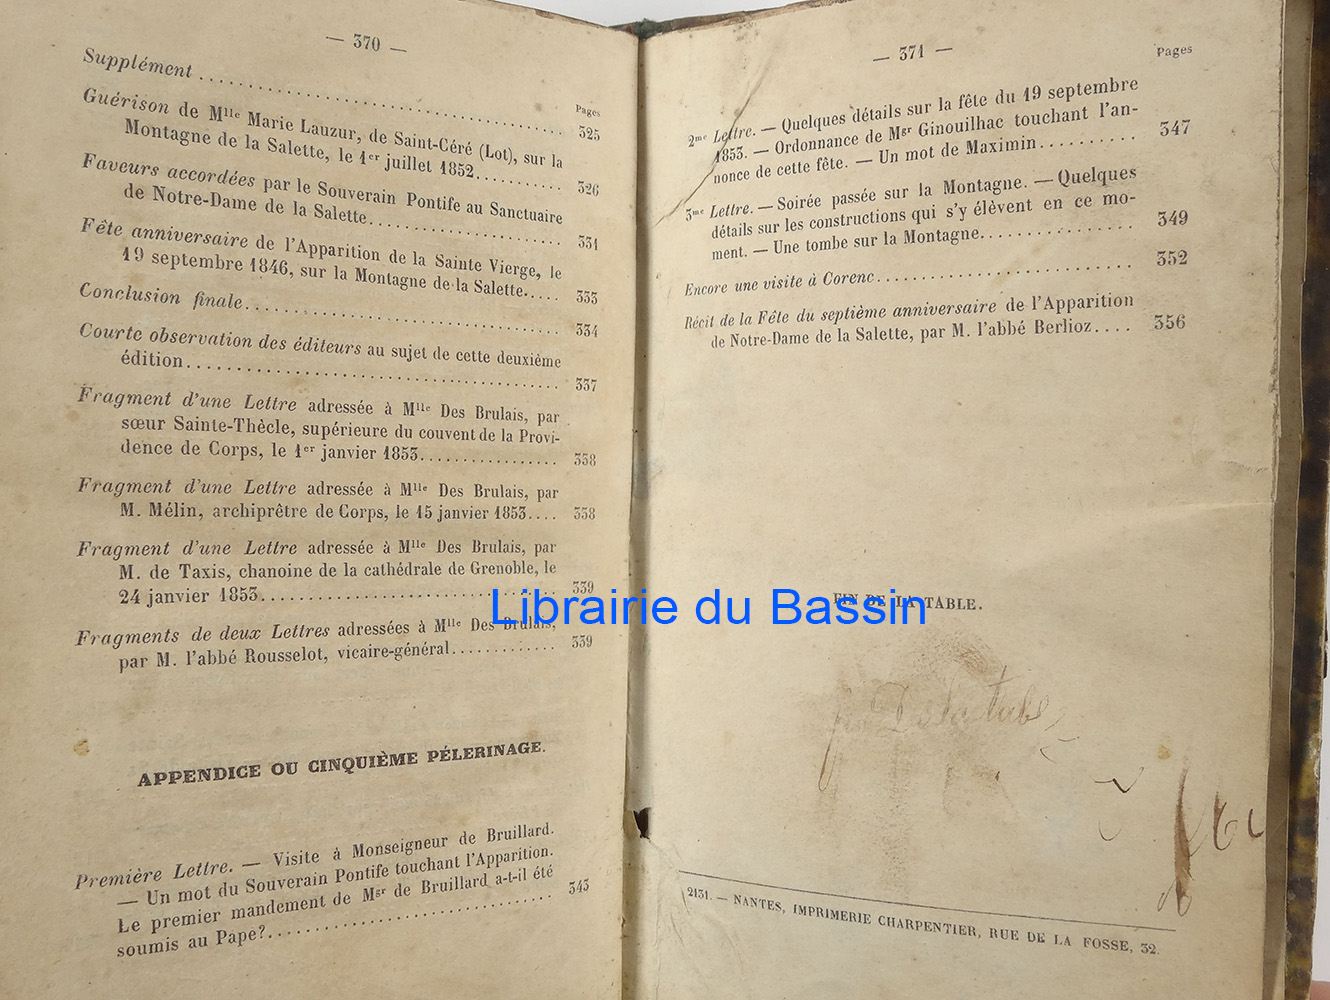 — 370 —
Pages
Supplément . . . . . . . . . . 325
Guérison de Mlle Marie Lauzur, de Saint-Céré (Lot), sur la
Montagne de la Salette, le 1er juillet 1852. . . . . . . . . . 326
Faveurs accordées par le Souverain Pontife au Sanctuaire
de Notre-Dame de la Salette. . . . . . . . . . 331
Fête anniversaire de l'Apparition de la Sainte Vierge, le
19 septembre 1846, sur la Montagne de la Salette. . . . . 333
Conclusion finale. . . . . . . . . . 334
Courte observation des éditeurs au sujet de cette deuxième
édition. . . . . . . . . . 337
Fragment d'une Lettre adressée à Mlle Des Brulais, par
sœur Sainte-Thècle, supérieure du couvent de la Provi-
dence de Corps, le 1er janvier 1853. . . . . . . . . . 338
Fragment d'une Lettre adressée à Mlle Des Brulais, par
M. Mélin, archiprêtre de Corps, le 15 janvier 1853. . . . 338
Fragment d'une Lettre adressée à Mlle Des Brulais, par
M. de Taxis, chanoine de la cathédrale de Grenoble, le
24 janvier 1853. . . . . . . . . . 339
Fragments de deux Lettres adressées à Mlle Des Brulais,
par M. l'abbé Rousselot, vicaire-général. . . . . . . . . . 339
APPENDICE OU CINQUIÈME PÉLERINAGE.
Première Lettre. — Visite à Monseigneur de Bruillard.
— Un mot du Souverain Pontife touchant l'Apparition.
Le premier mandement de Mgr de Bruillard a-t-il été
soumis au Pape?. . . . . . . . . . 343
— 371 —
Pages
2me Lettre. — Quelques détails sur la fête du 19 septembre
1853. — Ordonnance de Mgr Ginouilhac touchant l'an-
nonce de cette fête. — Un mot de Maximin. . . . . . . . . . 347
3me Lettre. — Soirée passée sur la Montagne. — Quelques
détails sur les constructions qui s'y élèvent en ce mo-
ment. — Une tombe sur la Montagne. . . . . . . . . . 349
Encore une visite à Corenc. . . . . . . . . . 352
Récit de la Fête du septième anniversaire de l'Apparition
de Notre-Dame de la Salette, par M. l'abbé Berlioz. . . . 356
FIN DE LA TABLE.
Librairie du Bassin
2131. — NANTES, IMPRIMERIE CHARPENTIER, RUE DE LA FOSSE, 32.